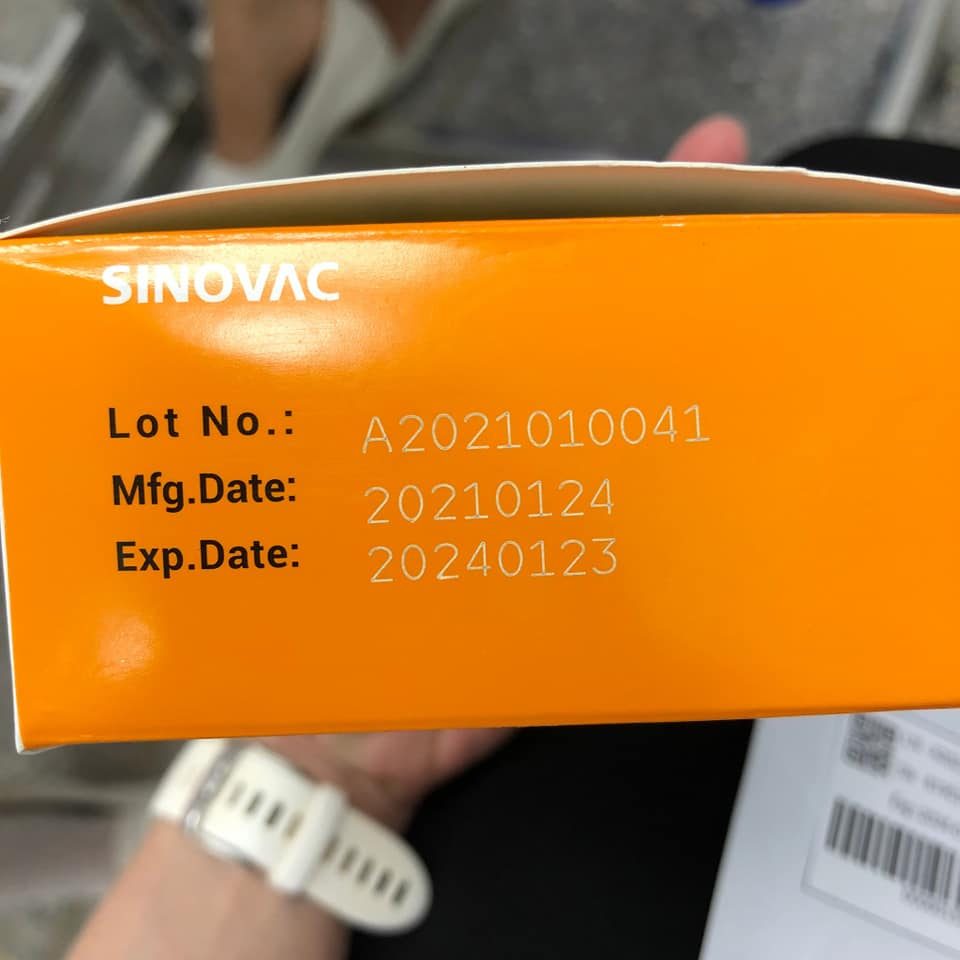 SINOVAC
Lot No.: A2021010041
Mfg.Date: 20210124
Exp.Date: 20240123